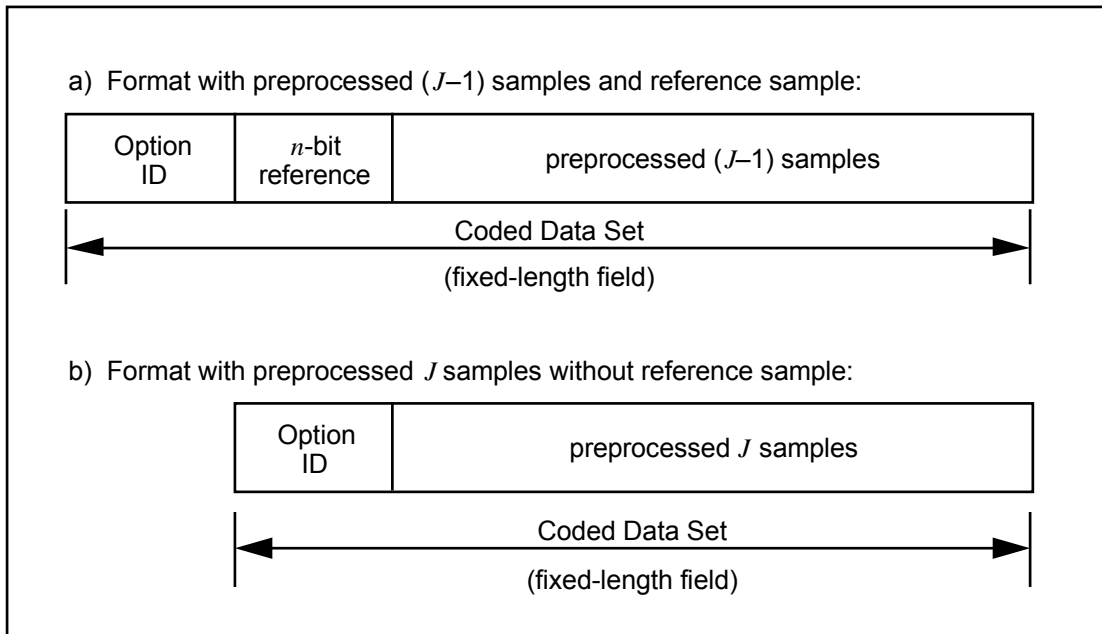 a) Format with preprocessed (J–1) samples and reference sample:
Option
ID
n-bit
reference
preprocessed (J–1) samples
Coded Data Set
(fixed-length field)
b) Format with preprocessed J samples without reference sample:
Option
ID
preprocessed J samples
Coded Data Set
(fixed-length field)